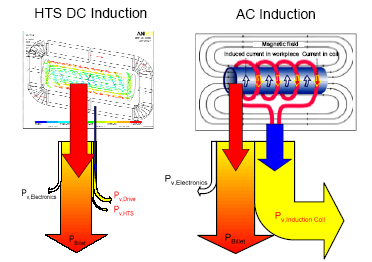 HTS DC Induction
AC Induction
AN
Magnetic field
Induced current in workpiece Current in coil
Pv,Electronics
Pv,Drive
Pv,HTS
PBillet
Pv,Electronics
Pv,Induction Coil
PBillet